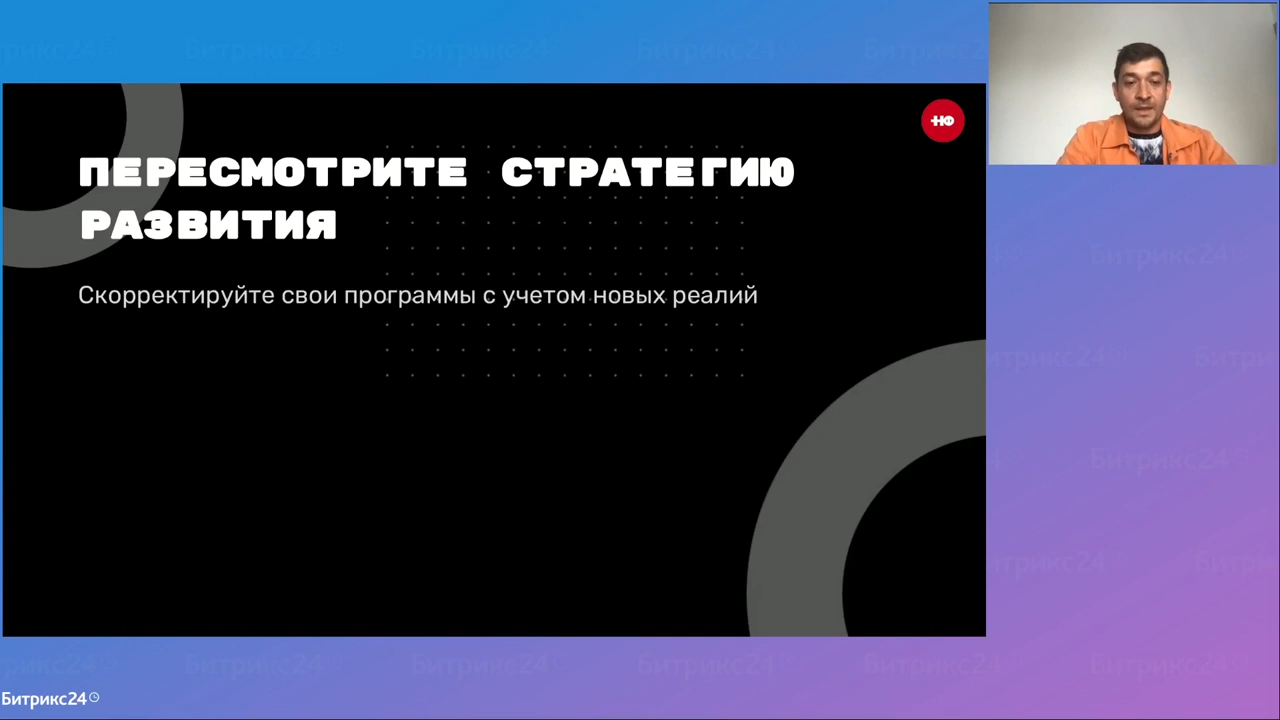 НФ
ПЕРЕСМОТРИТЕ СТРАТЕГИЮ
РАЗВИТИЯ
Скорректируйте свои программы с учетом новых реалий
Битрикс24